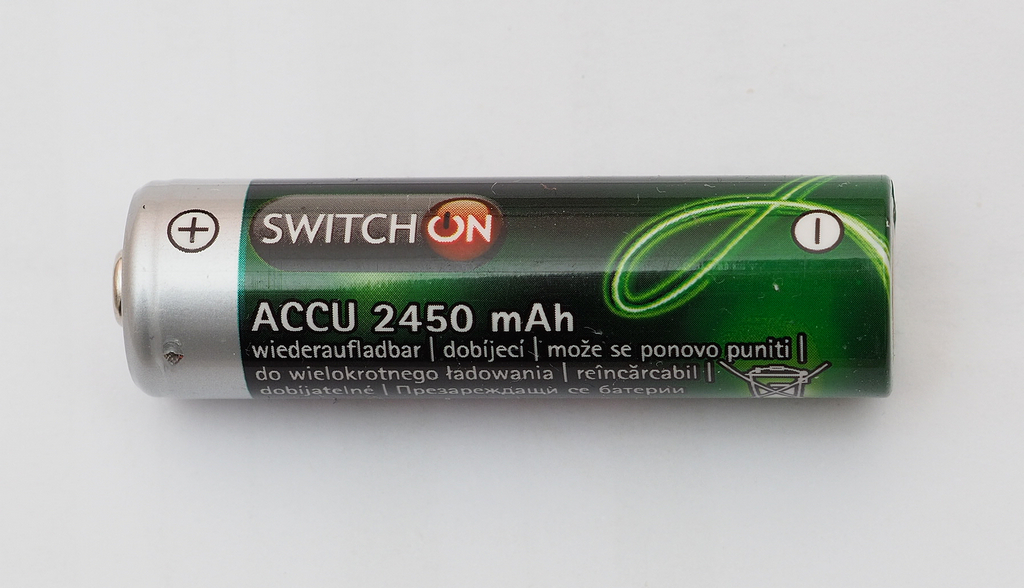 SWITCH ON
ACCU 2450 mAh
wiederaufladbar | dobíjecí | može se ponovo puniti |
do wielokrotnego ładowania | reîncărcabil |
dobíjateľné | Презареждащи се батерии